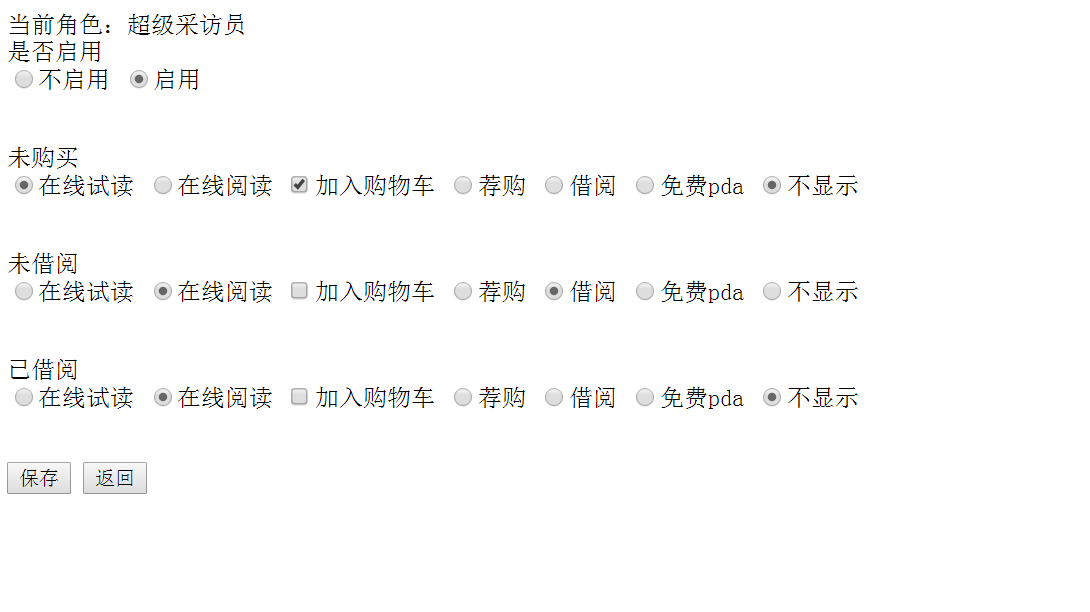 当前角色：超级采访员
是否启用
不启用 启用
未购买
在线试读 在线阅读 加入购物车 荐购 借阅 免费pda 不显示
未借阅
在线试读 在线阅读 加入购物车 荐购 借阅 免费pda 不显示
已借阅
在线试读 在线阅读 加入购物车 荐购 借阅 免费pda 不显示
保存 返回